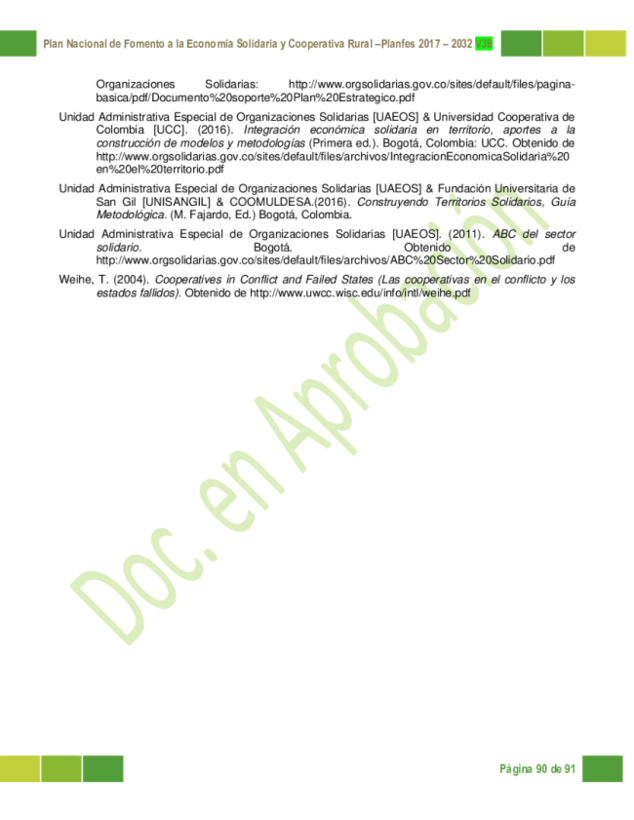 Plan Nacional de Fomento a la Economía Solidaria y Cooperativa Rural –Planfes 2017 – 2032 V39
Organizaciones Solidarias: http://www.orgsolidarias.gov.co/sites/default/files/pagina-
basica/pdf/Documento%20soporte%20Plan%20Estrategico.pdf
Unidad Administrativa Especial de Organizaciones Solidarias [UAEOS] & Universidad Cooperativa de
Colombia [UCC]. (2016). Integración económica solidaria en territorio, aportes a la
construcción de modelos y metodologías (Primera ed.). Bogotá, Colombia: UCC. Obtenido de
http://www.orgsolidarias.gov.co/sites/default/files/archivos/IntegracionEconomicaSolidaria%20
en%20el%20territorio.pdf
Unidad Administrativa Especial de Organizaciones Solidarias [UAEOS] & Fundación Universitaria de
San Gil [UNISANGIL] & COOMULDESA.(2016). Construyendo Territorios Solidarios, Guía
Metodológica. (M. Fajardo, Ed.) Bogotá, Colombia.
Unidad Administrativa Especial de Organizaciones Solidarias [UAEOS]. (2011). ABC del sector
solidario. Bogotá. Obtenido de
http://www.orgsolidarias.gov.co/sites/default/files/archivos/ABC%20Sector%20Solidario.pdf
Weihe, T. (2004). Cooperatives in Conflict and Failed States (Las cooperativas en el conflicto y los
estados fallidos). Obtenido de http://www.uwcc.wisc.edu/info/intl/weihe.pdf
Doc. en Aprobación
Página 90 de 91